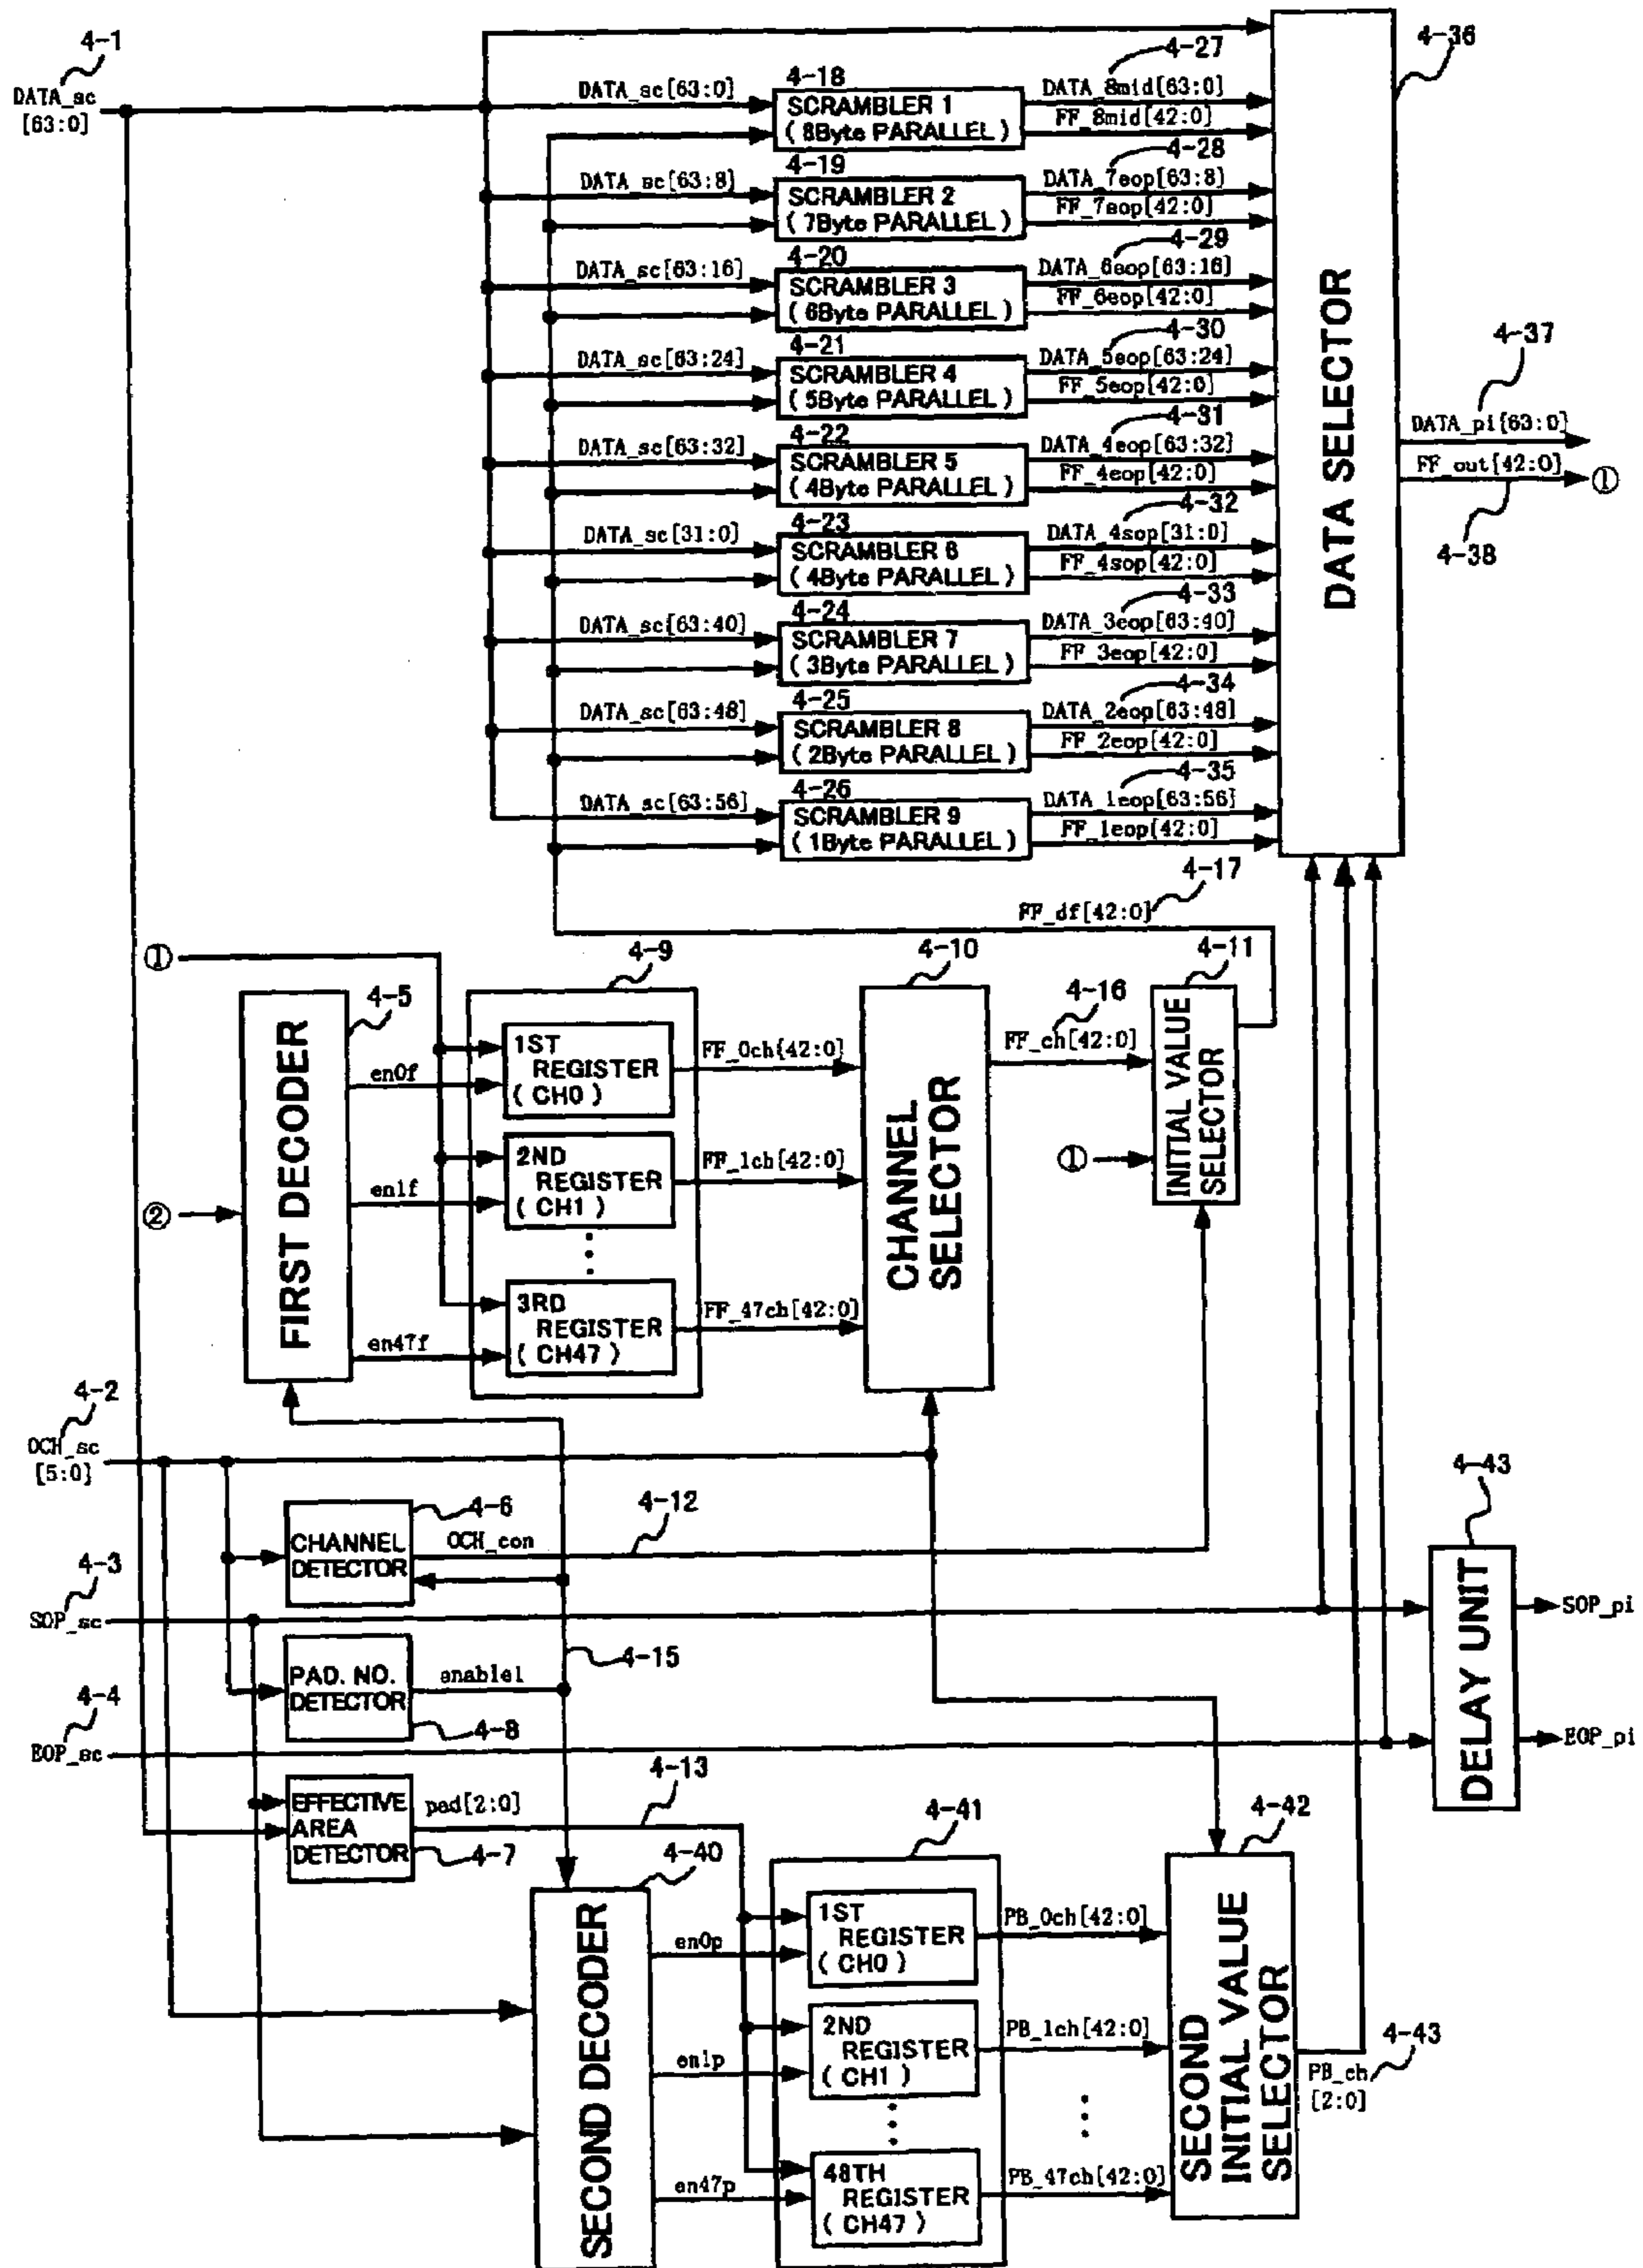 4-1
DATA_sc
[63:0]
4-36
4-27
4-18
DATA_sc[63:0]
SCRAMBLER 1
( 8Byte PARALLEL )
DATA_8mid[63:0]
FF_8mid[42:0]
4-28
4-19
DATA_sc[63:8]
SCRAMBLER 2
( 7Byte PARALLEL )
DATA_7eop[63:8]
FF_7eop[42:0]
4-29
4-20
DATA_sc[63:16]
SCRAMBLER 3
( 6Byte PARALLEL )
DATA_6eop[63:16]
FF_6eop[42:0]
4-30
4-21
DATA_sc[63:24]
SCRAMBLER 4
( 5Byte PARALLEL )
DATA_5eop[63:24]
FF_5eop[42:0]
4-31
4-22
DATA_sc[63:32]
SCRAMBLER 5
( 4Byte PARALLEL )
DATA_4eop[63:32]
FF_4eop[42:0]
4-32
4-23
DATA_sc[31:0]
SCRAMBLER 6
( 4Byte PARALLEL )
DATA_4sop[31:0]
FF_4sop[42:0]
4-33
4-24
DATA_sc[63:40]
SCRAMBLER 7
( 3Byte PARALLEL )
DATA_3eop[63:40]
FF_3eop[42:0]
4-34
4-25
DATA_sc[63:48]
SCRAMBLER 8
( 2Byte PARALLEL )
DATA_2eop[63:48]
FF_2eop[42:0]
4-35
4-26
DATA_sc[63:56]
SCRAMBLER 9
( 1Byte PARALLEL )
DATA_1eop[63:56]
FF_1eop[42:0]
DATA SELECTOR
4-37
DATA_pi[63:0]
FF_out[42:0]
①
4-38
4-17
FF_df[42:0]
①
4-5
4-9
4-10
4-11
4-16
②
FIRST DECODER
en0f
en1f
en47f
1ST
REGISTER
( CH0 )
2ND
REGISTER
( CH1 )
3RD
REGISTER
( CH47 )
FF_0ch[42:0]
FF_1ch[42:0]
FF_47ch[42:0]
CHANNEL
SELECTOR
FF_ch[42:0]
①
INITIAL VALUE
SELECTOR
4-2
OCH_sc
[5:0]
4-6
CHANNEL
DETECTOR
OCH_con
4-12
4-3
SOP_sc
PAD. NO.
DETECTOR
enable1
4-15
4-8
4-4
EOP_sc
EFFECTIVE
AREA
DETECTOR
pad[2:0]
4-13
4-7
4-43
DELAY UNIT
SOP_pi
EOP_pi
4-40
4-41
4-42
SECOND DECODER
en0p
en1p
en47p
1ST
REGISTER
( CH0 )
2ND
REGISTER
( CH1 )
48TH
REGISTER
( CH47 )
PB_0ch[42:0]
PB_1ch[42:0]
PB_47ch[42:0]
SECOND
INITIAL VALUE
SELECTOR
4-43
PB_ch
[2:0]